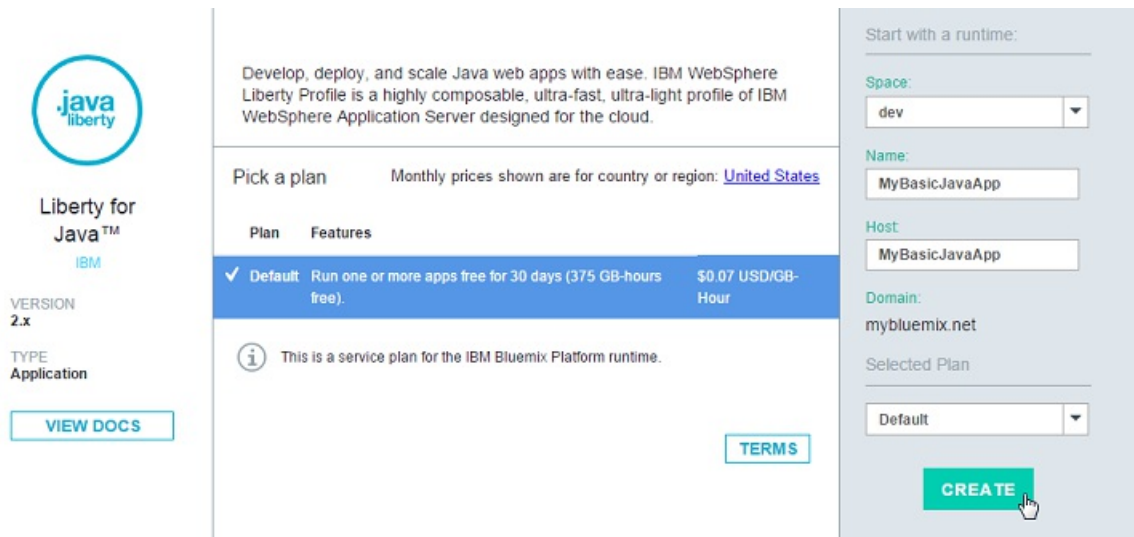 .java
liberty
Liberty for
Java™
IBM
VERSION
2.x
TYPE
Application
VIEW DOCS
Develop, deploy, and scale Java web apps with ease. IBM WebSphere
Liberty Profile is a highly composable, ultra-fast, ultra-light profile of IBM
WebSphere Application Server designed for the cloud.
Pick a plan Monthly prices shown are for country or region: United States
Plan Features
Default Run one or more apps free for 30 days (375 GB-hours $0.07 USD/GB-
free). Hour
This is a service plan for the IBM Bluemix Platform runtime.
TERMS
Start with a runtime:
Space:
dev
Name:
MyBasicJavaApp
Host:
MyBasicJavaApp
Domain:
mybluemix.net
Selected Plan
Default
CREATE